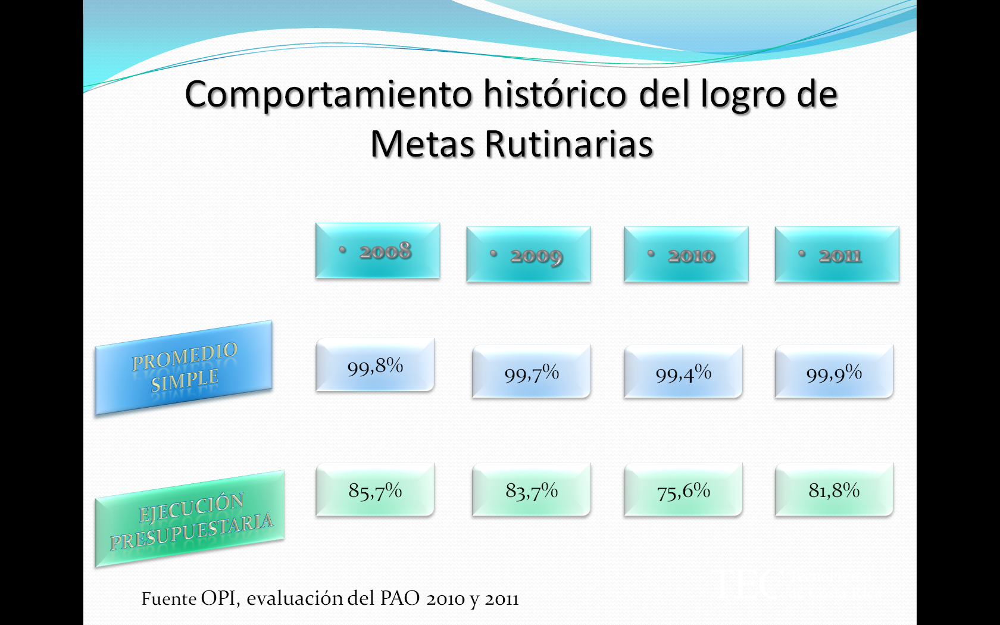 Comportamiento histórico del logro de
Metas Rutinarias
• 2008
• 2009
• 2010
• 2011
PROMEDIO
SIMPLE
99,8%
99,7%
99,4%
99,9%
EJECUCIÓN
PRESUPUESTARIA
85,7%
83,7%
75,6%
81,8%
Fuente OPI, evaluación del PAO 2010 y 2011
TEC